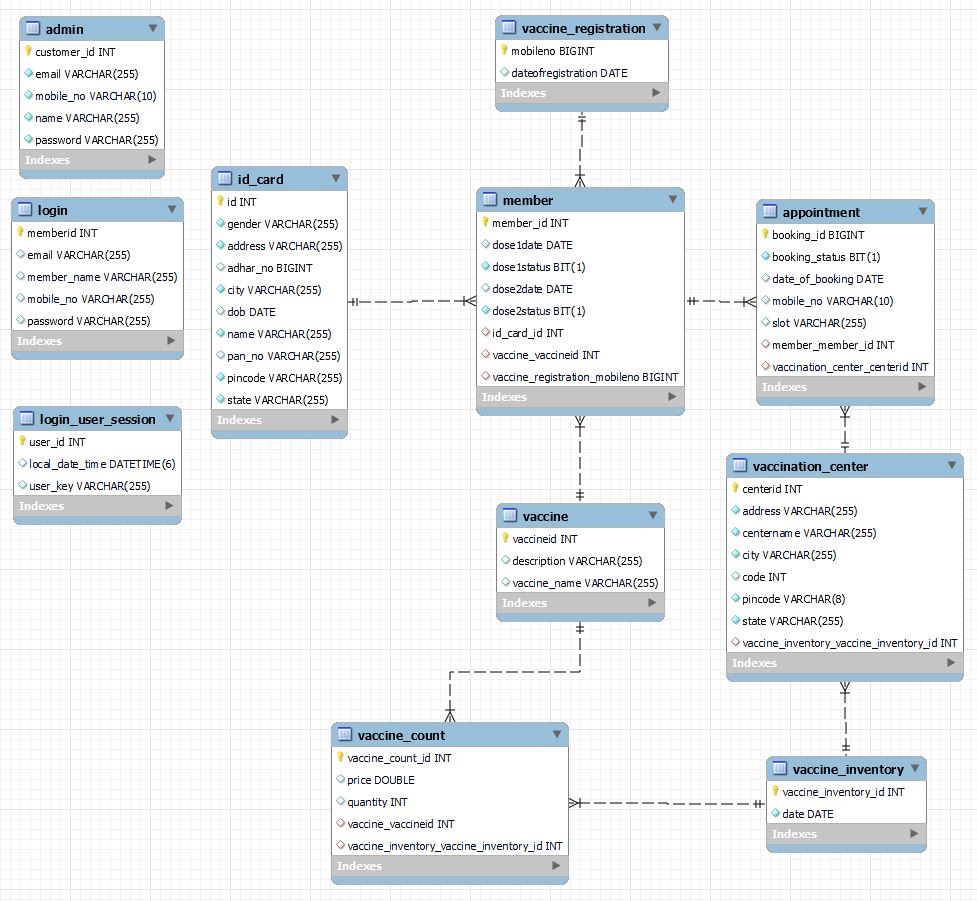 admin
customer_id INT
email VARCHAR(255)
mobile_no VARCHAR(10)
name VARCHAR(255)
password VARCHAR(255)
Indexes
login
memberid INT
email VARCHAR(255)
member_name VARCHAR(255)
mobile_no VARCHAR(255)
password VARCHAR(255)
Indexes
login_user_session
user_id INT
local_date_time DATETIME(6)
user_key VARCHAR(255)
Indexes
id_card
id INT
gender VARCHAR(255)
address VARCHAR(255)
adhar_no BIGINT
city VARCHAR(255)
dob DATE
name VARCHAR(255)
pan_no VARCHAR(255)
pincode VARCHAR(255)
state VARCHAR(255)
Indexes
vaccine_registration
mobileno BIGINT
dateofregistration DATE
Indexes
member
member_id INT
dose1date DATE
dose1status BIT(1)
dose2date DATE
dose2status BIT(1)
id_card_id INT
vaccine_vaccineid INT
vaccine_registration_mobileno BIGINT
Indexes
appointment
booking_id BIGINT
booking_status BIT(1)
date_of_booking DATE
mobile_no VARCHAR(10)
slot VARCHAR(255)
member_member_id INT
vaccination_center_centerid INT
Indexes
vaccine
vaccineid INT
description VARCHAR(255)
vaccine_name VARCHAR(255)
Indexes
vaccination_center
centerid INT
address VARCHAR(255)
centername VARCHAR(255)
city VARCHAR(255)
code INT
pincode VARCHAR(8)
state VARCHAR(255)
vaccine_inventory_vaccine_inventory_id INT
Indexes
vaccine_count
vaccine_count_id INT
price DOUBLE
quantity INT
vaccine_vaccineid INT
vaccine_inventory_vaccine_inventory_id INT
Indexes
vaccine_inventory
vaccine_inventory_id INT
date DATE
Indexes